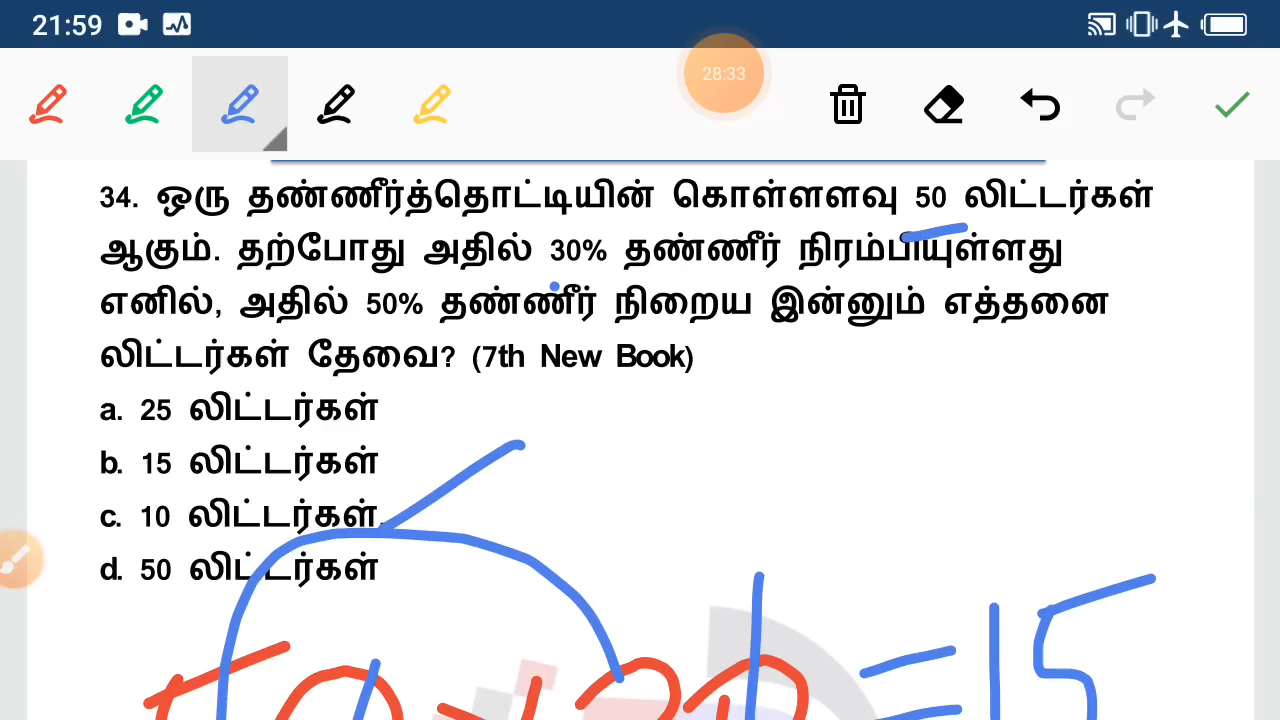 21:59
28:33
34. ஒரு தண்ணீர்த்தொட்டியின் கொள்ளளவு 50 லிட்டர்கள்
ஆகும். தற்போது அதில் 30% தண்ணீர் நிரம்பியுள்ளது
எனில், அதில் 50% தண்ணீர் நிறைய இன்னும் எத்தனை
லிட்டர்கள் தேவை? (7th New Book)
a. 25 லிட்டர்கள்
b. 15 லிட்டர்கள்
c. 10 லிட்டர்கள்
d. 50 லிட்டர்கள்
= 15